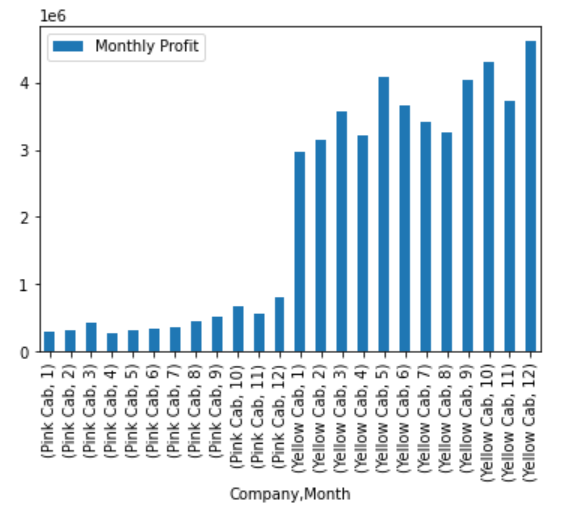 1e6
Monthly Profit
4
3
2
1
0
(Pink Cab, 1)
(Pink Cab, 2)
(Pink Cab, 3)
(Pink Cab, 4)
(Pink Cab, 5)
(Pink Cab, 6)
(Pink Cab, 7)
(Pink Cab, 8)
(Pink Cab, 9)
(Pink Cab, 10)
(Pink Cab, 11)
(Pink Cab, 12)
(Yellow Cab, 1)
(Yellow Cab, 2)
(Yellow Cab, 3)
(Yellow Cab, 4)
(Yellow Cab, 5)
(Yellow Cab, 6)
(Yellow Cab, 7)
(Yellow Cab, 8)
(Yellow Cab, 9)
(Yellow Cab, 10)
(Yellow Cab, 11)
(Yellow Cab, 12)
Company,Month